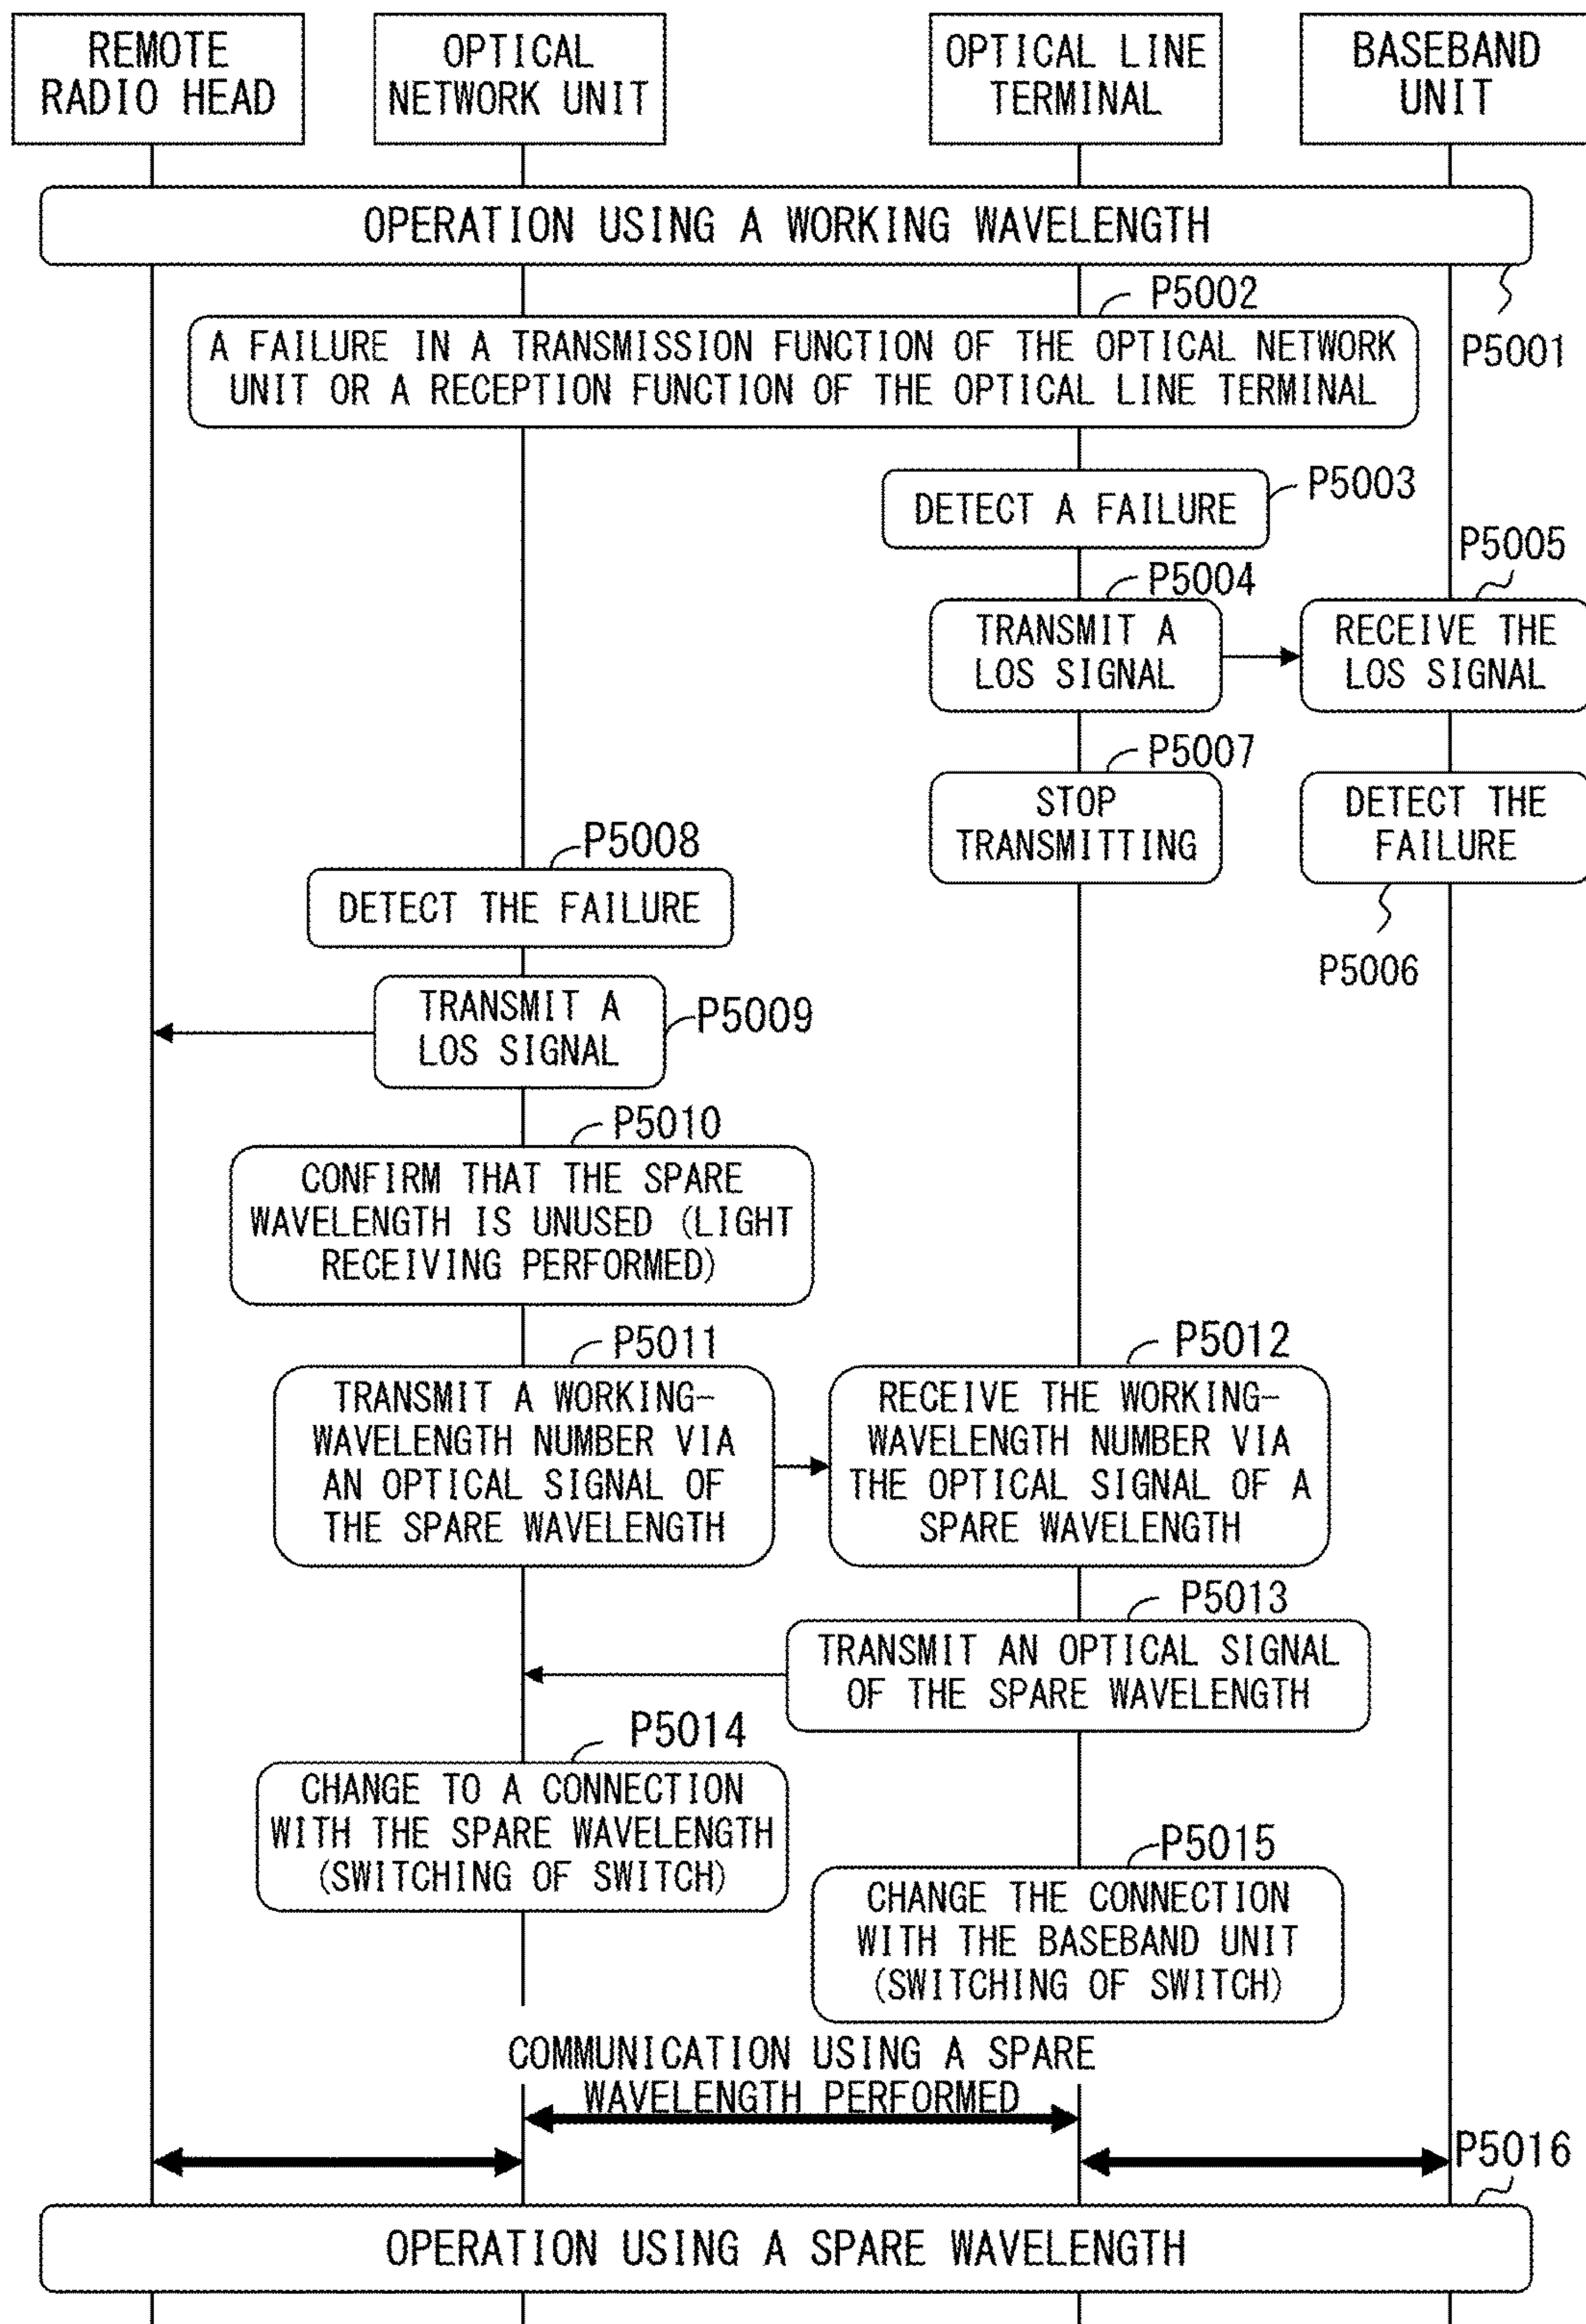 REMOTE
RADIO HEAD
OPTICAL
NETWORK UNIT
OPTICAL LINE
TERMINAL
BASEBAND
UNIT
OPERATION USING A WORKING WAVELENGTH
P5001
P5002
A FAILURE IN A TRANSMISSION FUNCTION OF THE OPTICAL NETWORK
UNIT OR A RECEPTION FUNCTION OF THE OPTICAL LINE TERMINAL
P5003
DETECT A FAILURE
P5004
TRANSMIT A
LOS SIGNAL
P5005
RECEIVE THE
LOS SIGNAL
P5007
STOP
TRANSMITTING
DETECT THE
FAILURE
P5006
P5008
DETECT THE FAILURE
TRANSMIT A
LOS SIGNAL
P5009
P5010
CONFIRM THAT THE SPARE
WAVELENGTH IS UNUSED (LIGHT
RECEIVING PERFORMED)
P5011
TRANSMIT A WORKING-
WAVELENGTH NUMBER VIA
AN OPTICAL SIGNAL OF
THE SPARE WAVELENGTH
P5012
RECEIVE THE WORKING-
WAVELENGTH NUMBER VIA
THE OPTICAL SIGNAL OF A
SPARE WAVELENGTH
P5013
TRANSMIT AN OPTICAL SIGNAL
OF THE SPARE WAVELENGTH
P5014
CHANGE TO A CONNECTION
WITH THE SPARE WAVELENGTH
(SWITCHING OF SWITCH)
P5015
CHANGE THE CONNECTION
WITH THE BASEBAND UNIT
(SWITCHING OF SWITCH)
COMMUNICATION USING A SPARE
WAVELENGTH PERFORMED
P5016
OPERATION USING A SPARE WAVELENGTH